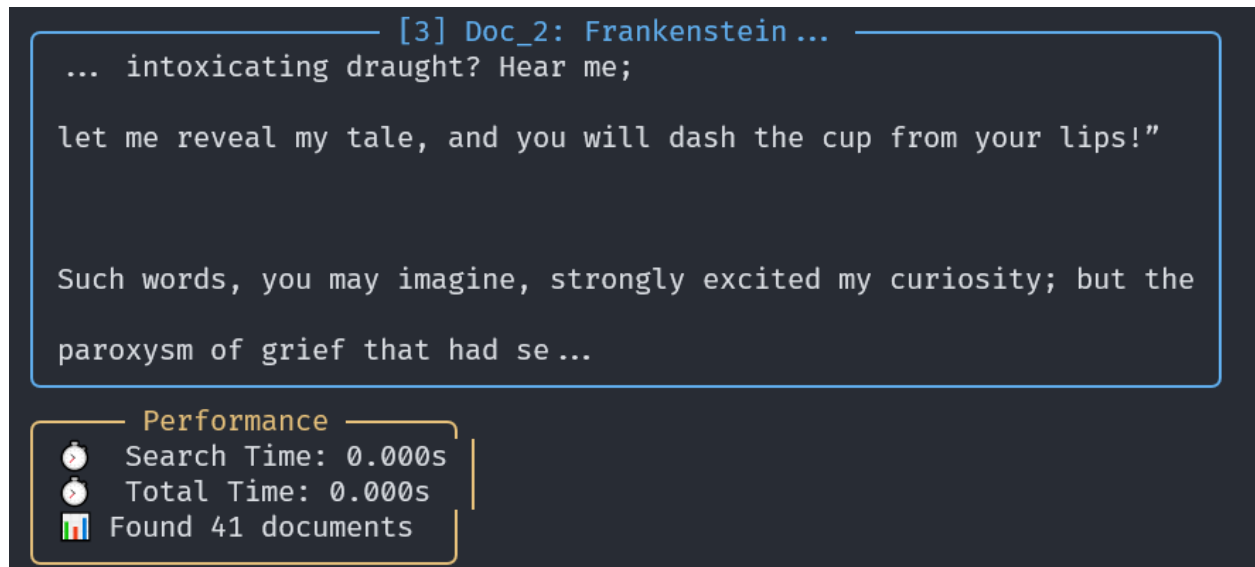 [3] Doc_2: Frankenstein...
... intoxicating draught? Hear me;
let me reveal my tale, and you will dash the cup from your lips!”
Such words, you may imagine, strongly excited my curiosity; but the
paroxysm of grief that had se...
Performance
⏱ Search Time: 0.000s
⏱ Total Time: 0.000s
📊 Found 41 documents